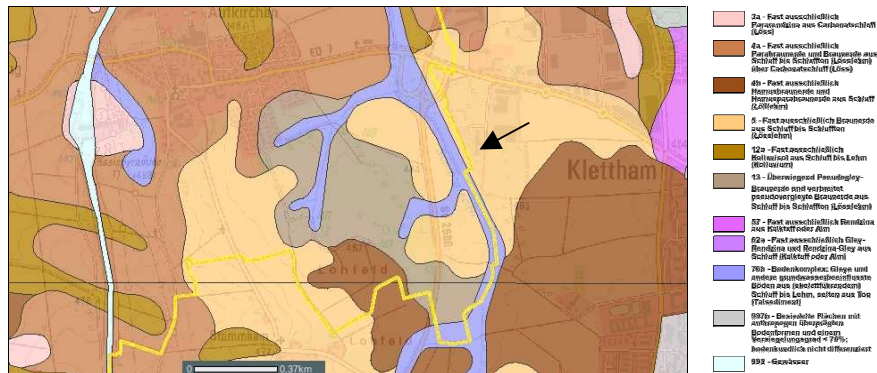 Aufkirchen
ED 7
Klettham
Lohfeld
Lohfeld
Stammham
S 2580
0 0.37km
3a - Fast ausschließlich
Pararendzina aus Carbonatschluff
(Löss)
4a - Fast ausschließlich
Parabraunerde und Braunerde aus
Schluff bis Schluffton (Lösslehm)
über Carbonatschluff (Löss)
4b - Fast ausschließlich
Humusbraunerde und
Humusparabraunerde aus Schluff
(Lößlehm)
5 - Fast ausschließlich Braunerde
aus Schluff bis Schluffton
(Lösslehm)
12a - Fast ausschließlich
Kolluvisol aus Schluff bis Lehm
(Kolluvium)
13 - Überwiegend Pseudogley-
Braunerde und verbreitet
pseudovergleyte Braunerde aus
Schluff bis Schluffton (Lösslehm)
57 - Fast ausschließlich Rendzina
aus Kalktuff oder Alm
62a - Fast ausschließlich Gley-
Rendzina und Rendzina-Gley aus
Schluff (Kalktuff oder Alm)
76b - Bodenkomplex: Gleye und
andere grundwasserbeeinflusste
Böden aus (skelettführendem)
Schluff bis Lehm, selten aus Ton
(Talsediment)
997b - Besiedelte Flächen mit
anthropogen überprägten
Bodenformen und einem
Versiegelungsgrad < 70%;
bodenkundlich nicht differenziert
999 - Gewässer